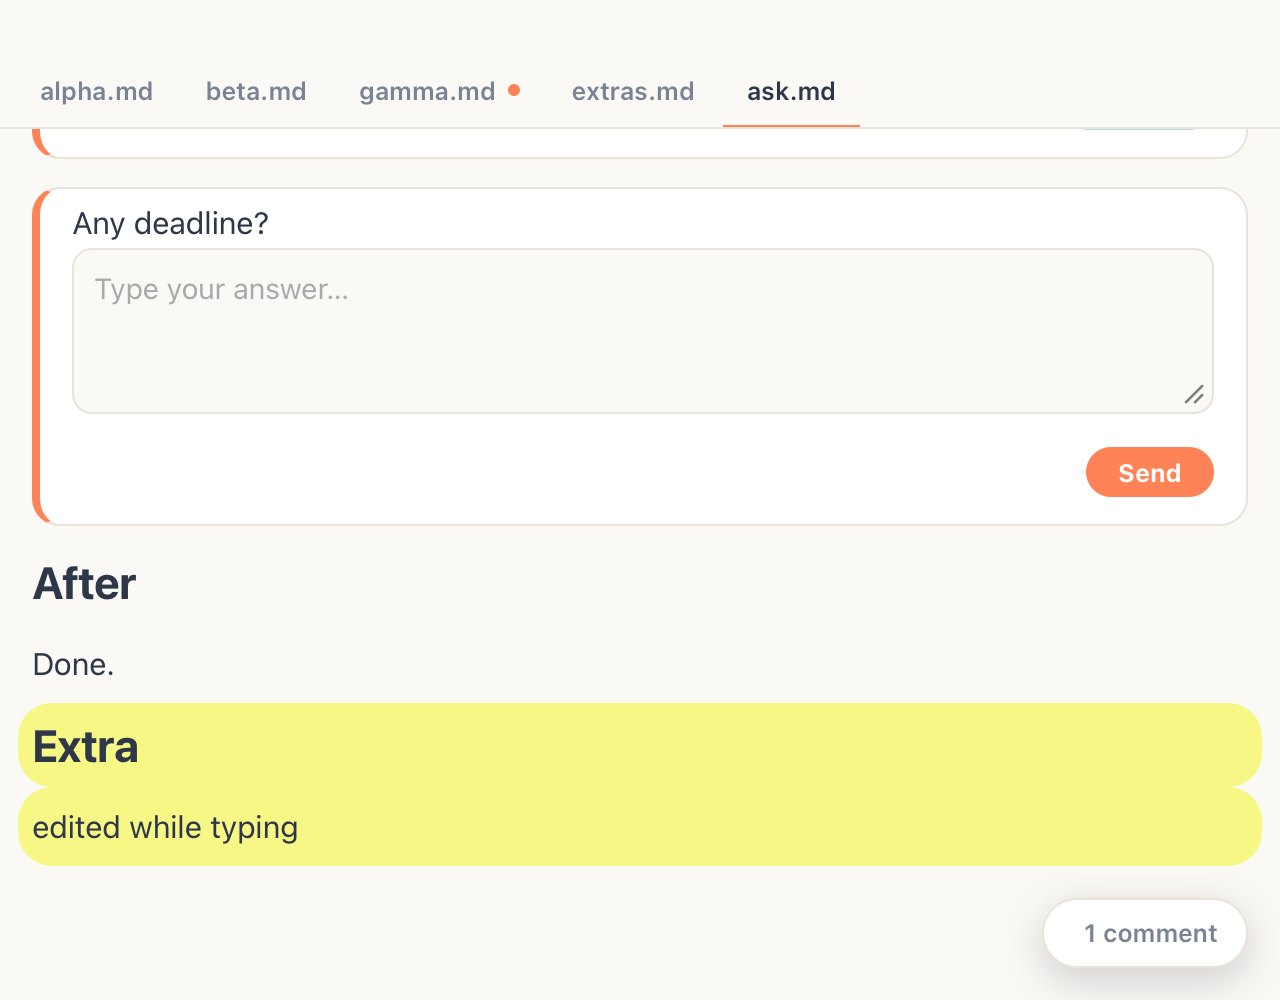 alpha.md beta.md gamma.md extras.md ask.md
Any deadline?
Type your answer...
Send
After
Done.
Extra
edited while typing
1 comment